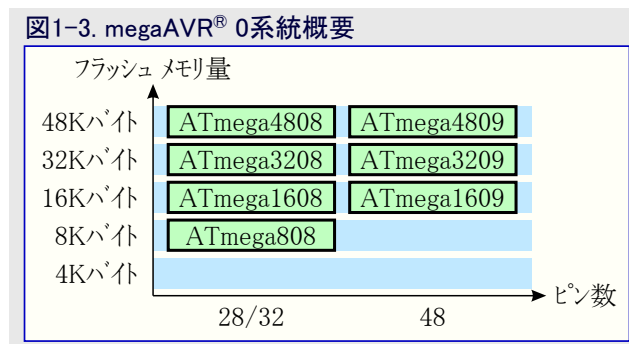 図1-3. megaAVR® 0系統概要
フラッシュ メモリ量
48Kバイト ATmega4808 ATmega4809
32Kバイト ATmega3208 ATmega3209
16Kバイト ATmega1608 ATmega1609
8Kバイト ATmega808
4Kバイト
ピン数
28/32 48